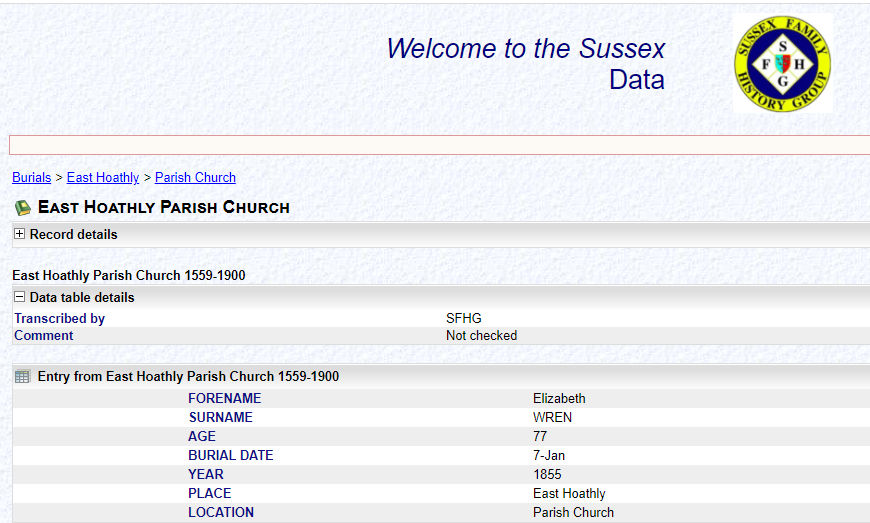 Welcome to the Sussex
Data
SUSSEX FAMILY
S
F H
G
HISTORY GROUP
Burials > East Hoathly > Parish Church
EAST HOATHLY PARISH CHURCH
Record details
East Hoathly Parish Church 1559-1900
Data table details
Transcribed by SFHG
Comment Not checked
Entry from East Hoathly Parish Church 1559-1900
FORENAME Elizabeth
SURNAME WREN
AGE 77
BURIAL DATE 7-Jan
YEAR 1855
PLACE East Hoathly
LOCATION Parish Church